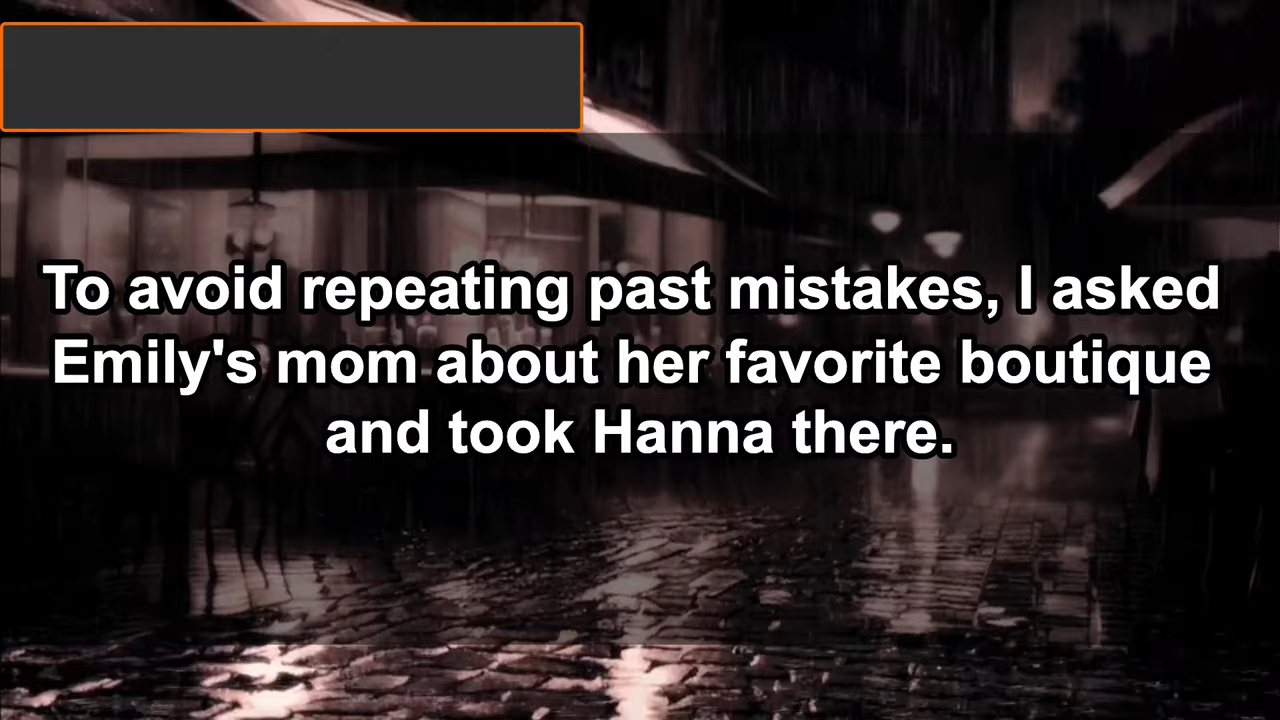 To avoid repeating past mistakes, I asked
Emily's mom about her favorite boutique
and took Hanna there.